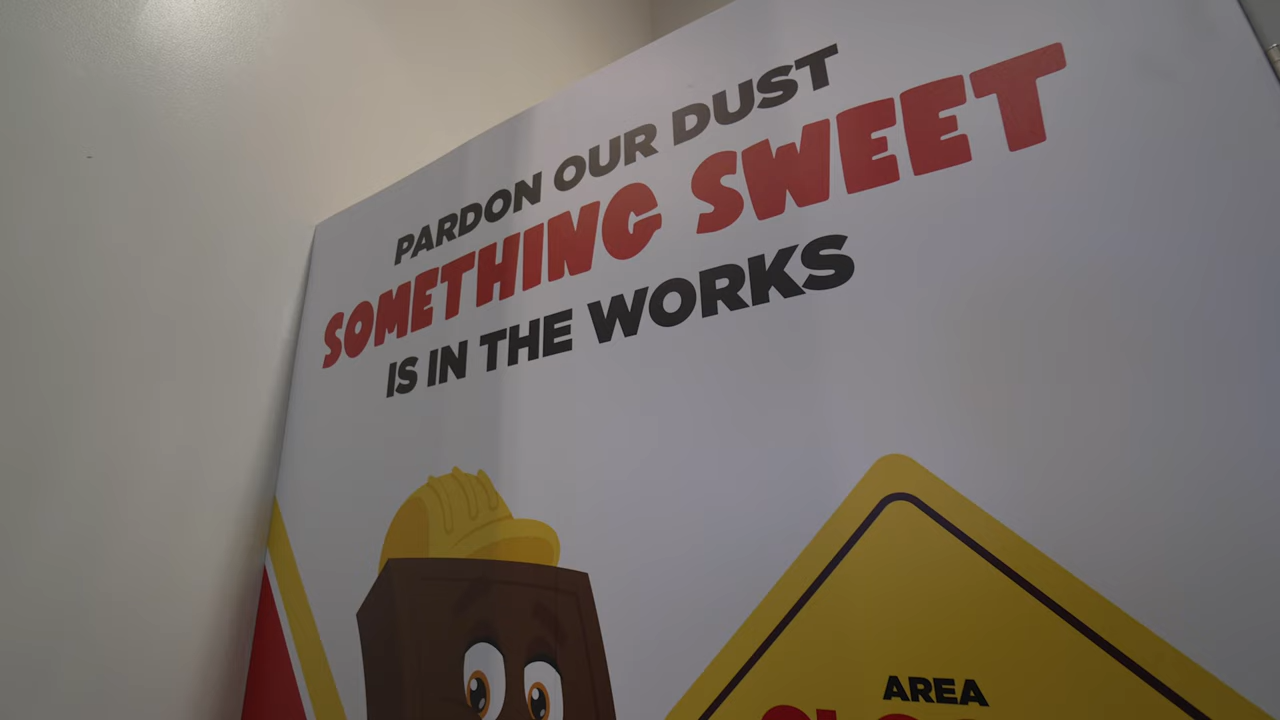 PARDON OUR DUST
SOMETHING SWEET
IS IN THE WORKS
AREA